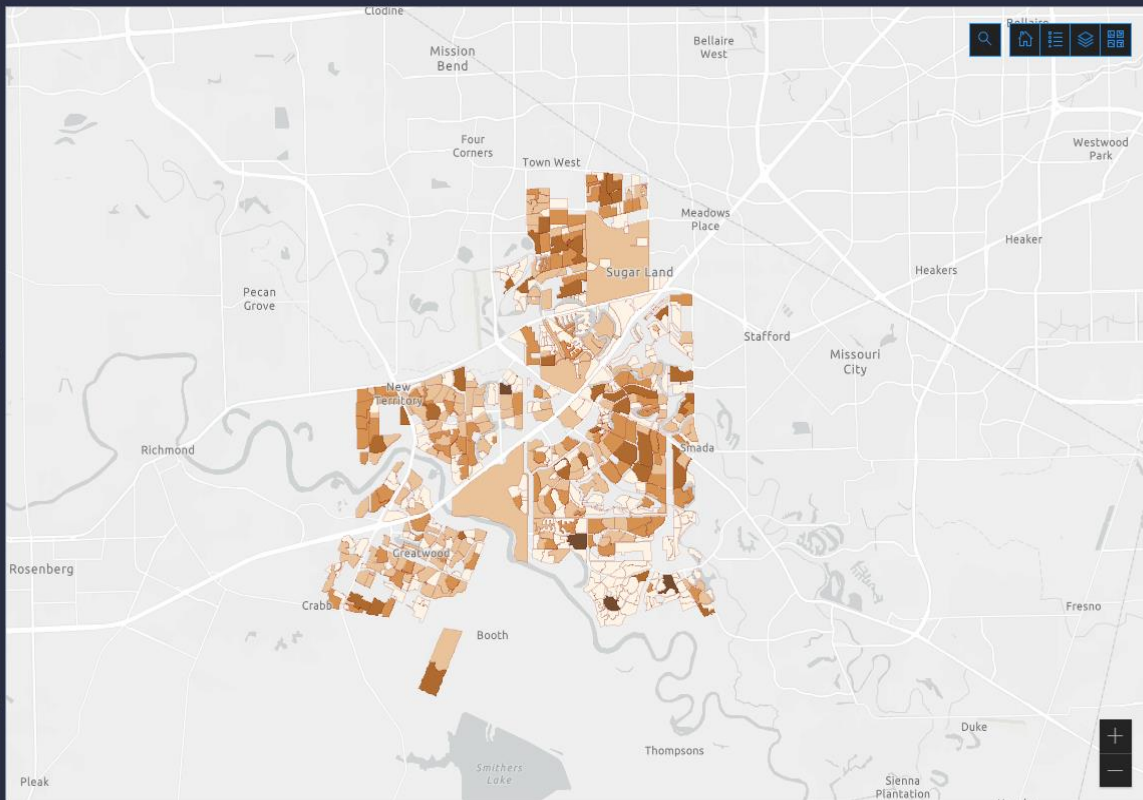 Clodine
Bellaire
Mission
Bend
Bellaire
West
Four
Corners
Town West
Westwood
Park
Meadows
Place
Heaker
Sugar Land
Heakers
Pecan
Grove
Stafford
Missouri
City
New
Territory
Richmond
Smada
Greatwood
Rosenberg
Crabb
Fresno
Booth
Duke
Thompsons
Smithers
Lake
Pleak
Sienna
Plantation